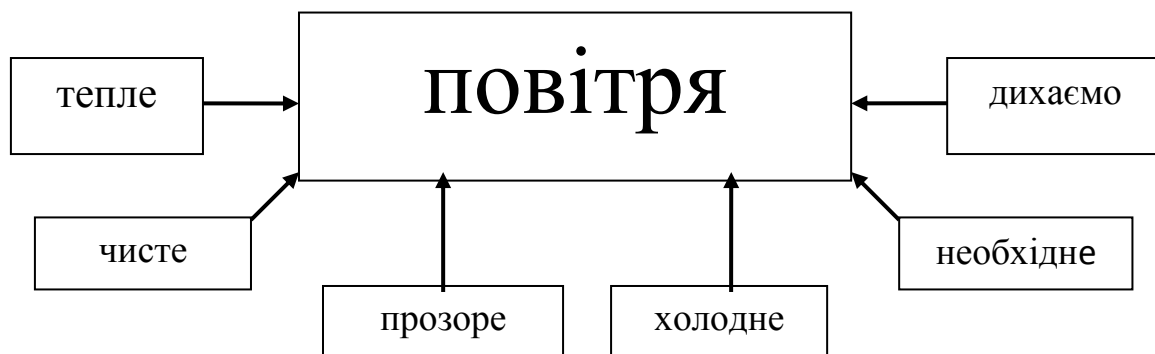 повітря
тепле
дихаємо
чисте
необхідне
прозоре
холодне